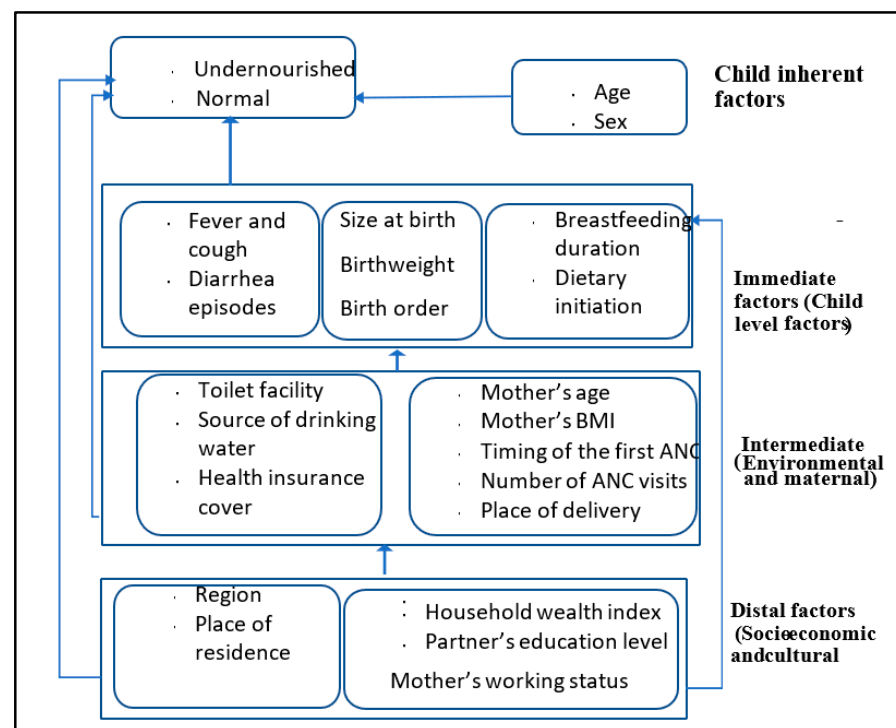 · Undernourished
· Normal
· Age
· Sex
Child inherent
factors
· Fever and
cough
· Diarrhea
episodes
Size at birth
Birthweight
Birth order
· Breastfeeding
duration
· Dietary
initiation
Immediate
factors (Child
level factors)
· Toilet facility
· Source of drinking
water
· Health insurance
cover
· Mother's age
· Mother's BMI
· Timing of the first ANC
· Number of ANC visits
· Place of delivery
Intermediate
(Environmental
and maternal)
· Region
· Place of
residence
· Household wealth index
· Partner's education level
Mother's working status
Distal factors
(Socioeconomic
andcultural